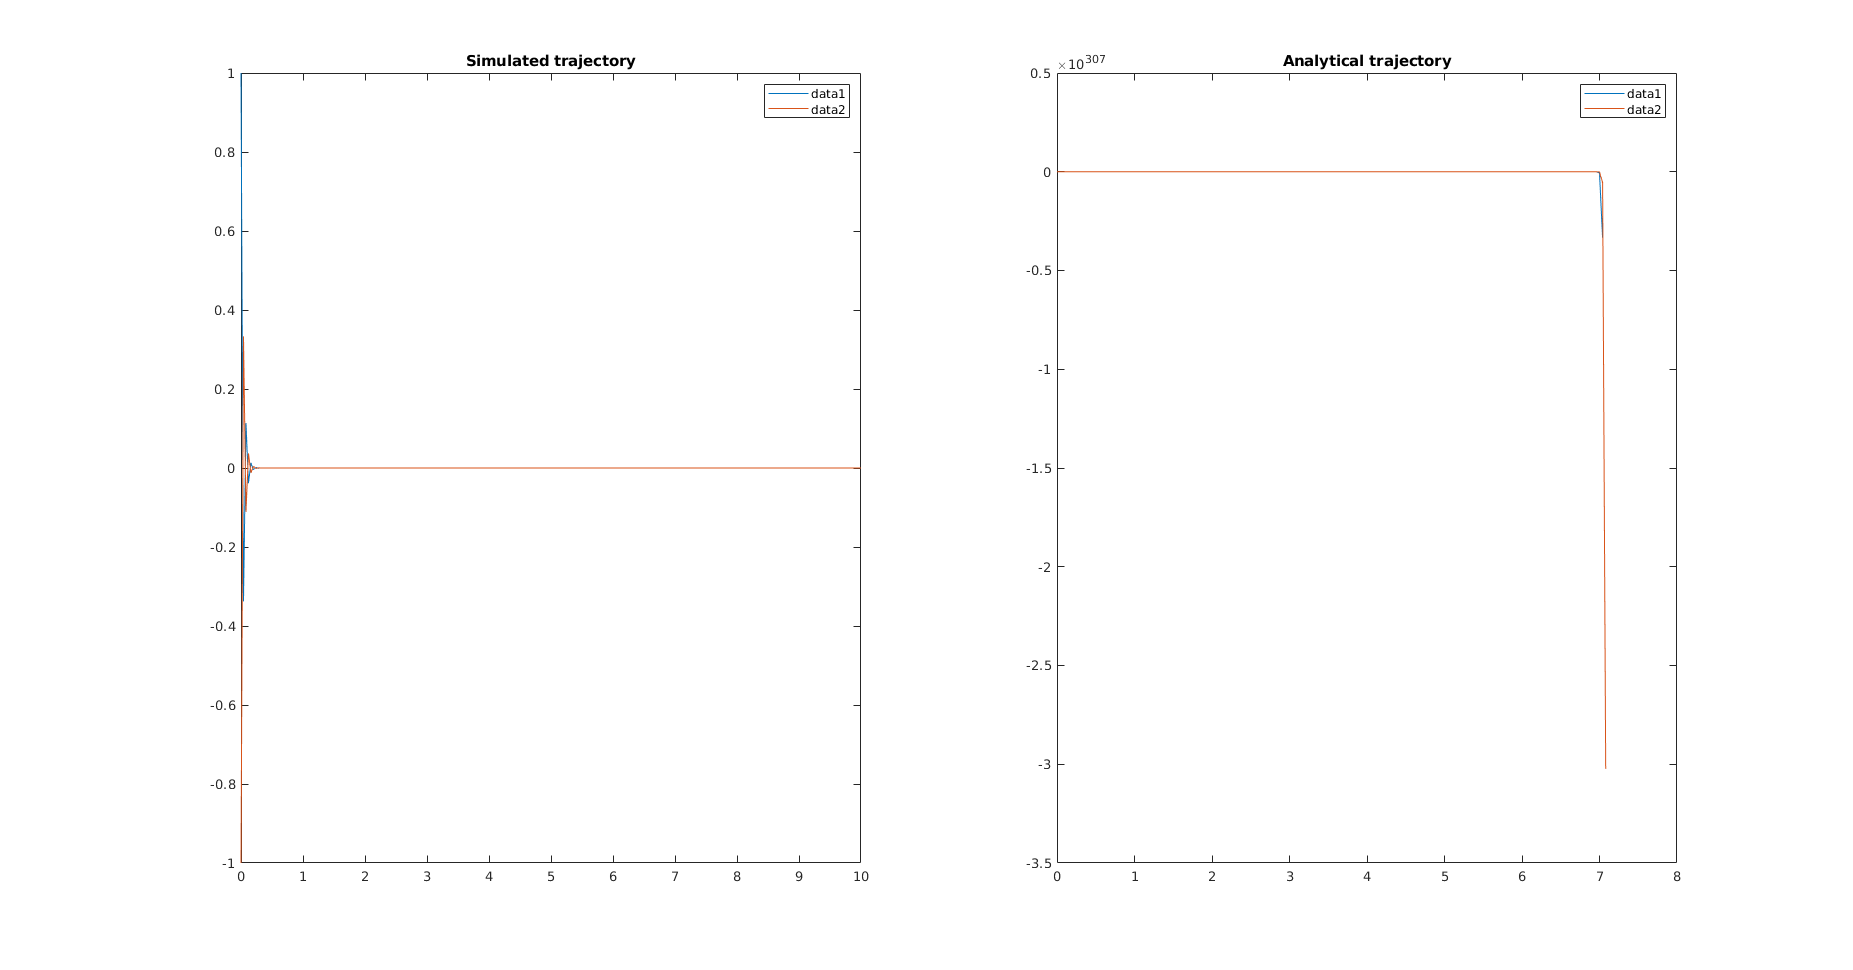 Simulated trajectory
data1
data2
1
0.8
0.6
0.4
0.2
0
-0.2
-0.4
-0.6
-0.8
-1
0 1 2 3 4 5 6 7 8 9 10
Analytical trajectory
×10^307
data1
data2
0.5
0
-0.5
-1
-1.5
-2
-2.5
-3
-3.5
0 1 2 3 4 5 6 7 8